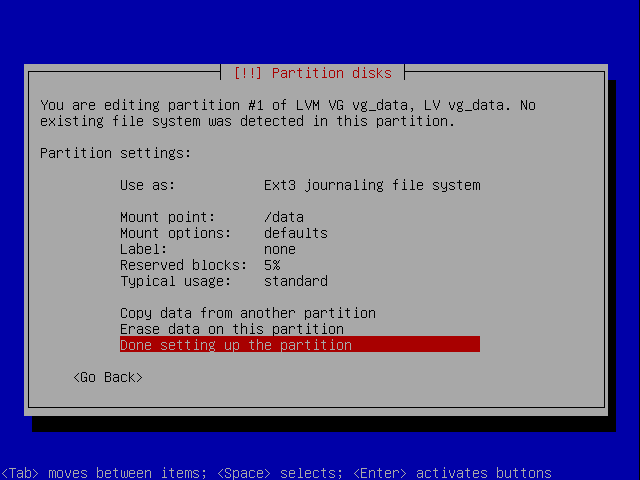 [!!] Partition disks
You are editing partition #1 of LVM VG vg_data, LV vg_data. No
existing file system was detected in this partition.
Partition settings:
Use as: Ext3 journaling file system
Mount point: /data
Mount options: defaults
Label: none
Reserved blocks: 5%
Typical usage: standard
Copy data from another partition
Erase data on this partition
Done setting up the partition
<Go Back>
<Tab> moves between items; <Space> selects; <Enter> activates buttons